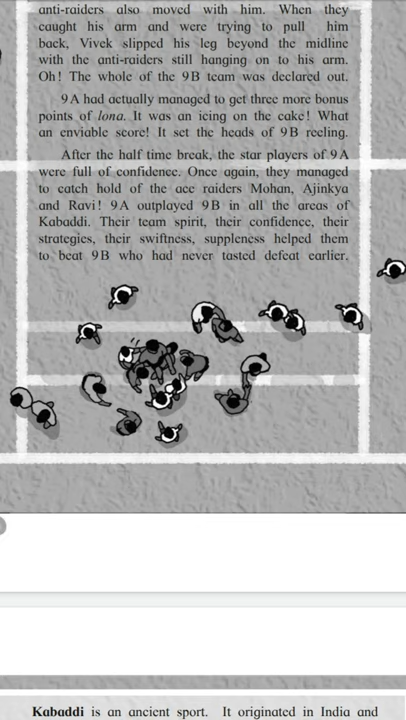 anti-raiders also moved with him. When they
caught his arm and were trying to pull him
back, Vivek slipped his leg beyond the midline
with the anti-raiders still hanging on to his arm.
Oh! The whole of the 9B team was declared out.
9A had actually managed to get three more bonus
points of lona. It was an icing on the cake! What
an enviable score! It set the heads of 9B reeling.
After the half time break, the star players of 9A
were full of confidence. Once again, they managed
to catch hold of the ace raiders Mohan, Ajinkya
and Ravi! 9A outplayed 9B in all the areas of
Kabaddi. Their team spirit, their confidence, their
strategies, their swiftness, suppleness helped them
to beat 9B who had never tasted defeat earlier.
Kabaddi is an ancient sport. It originated in India and